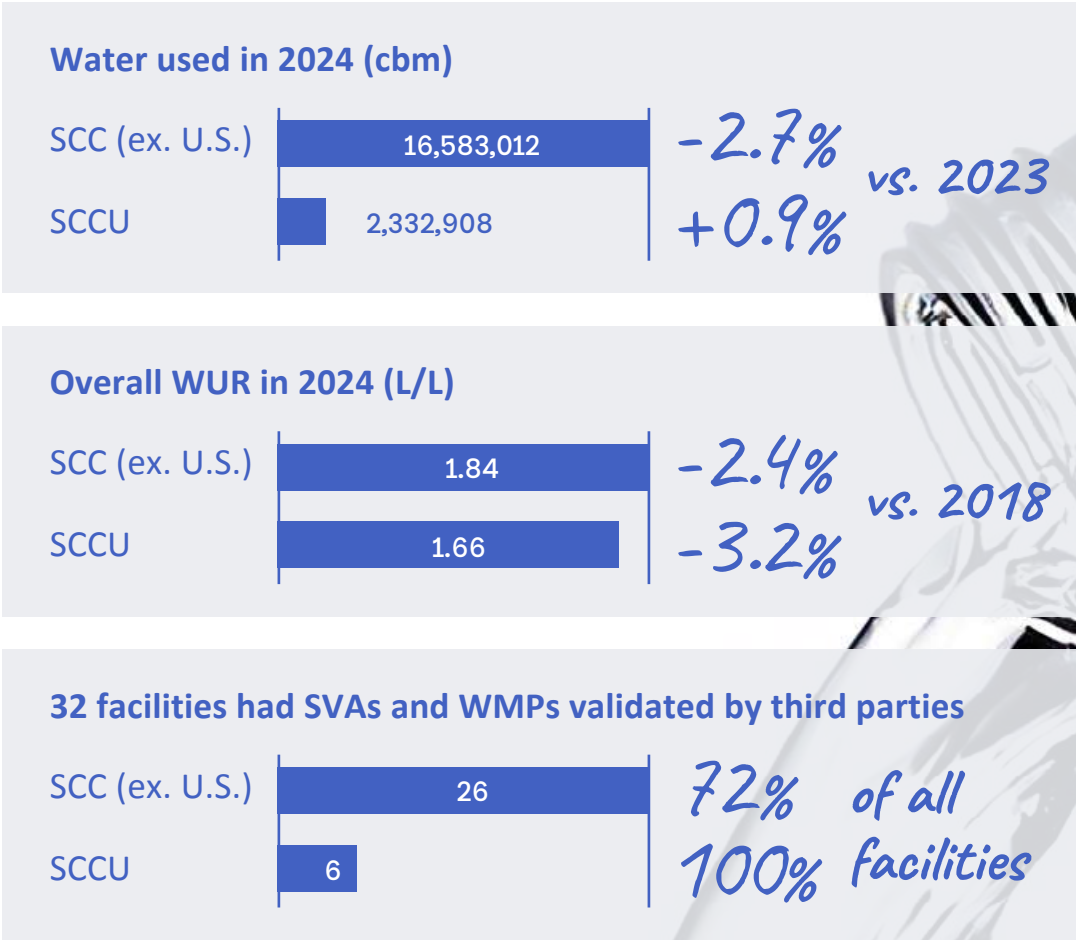 Water used in 2024 (cbm)
SCC (ex. U.S.) 16,583,012 -2.7%
vs. 2023
SCCU 2,332,908 +0.9%
Overall WUR in 2024 (L/L)
SCC (ex. U.S.) 1.84 -2.4%
vs. 2018
SCCU 1.66 -3.2%
32 facilities had SVAs and WMPs validated by third parties
SCC (ex. U.S.) 26 72% of all
SCCU 6 100% facilities